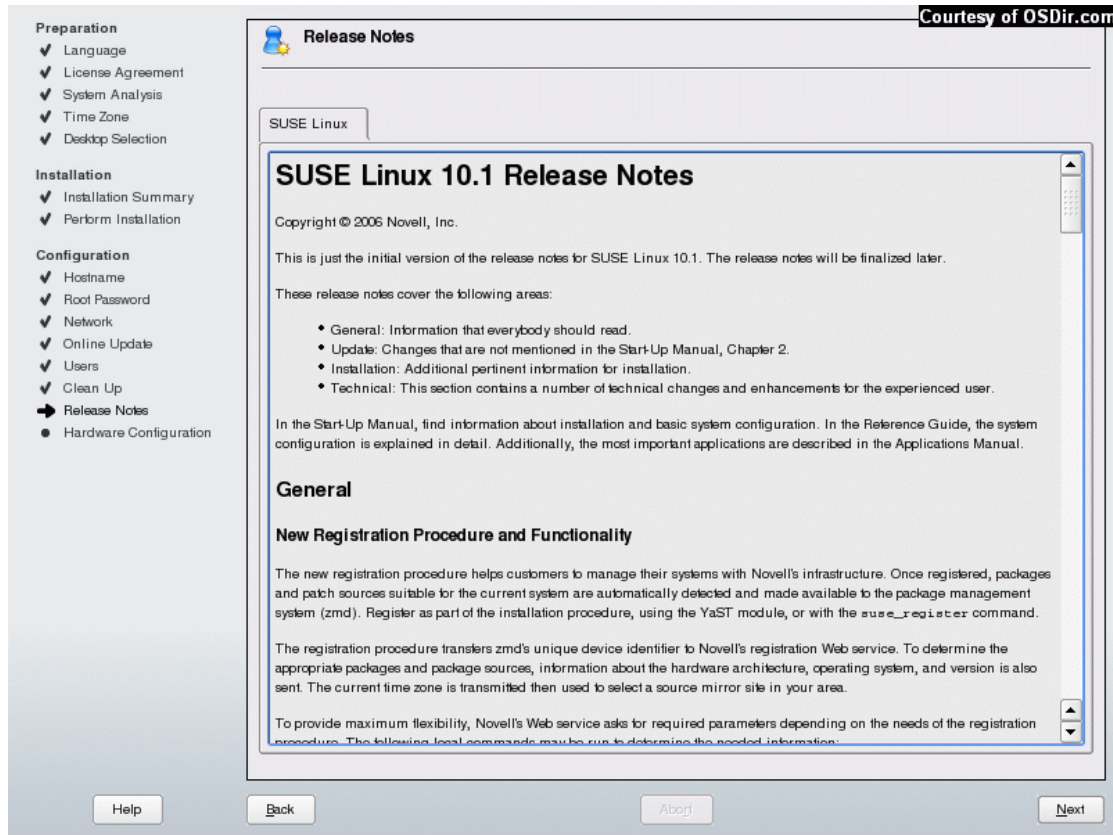 Courtesy of OSDir.com
Preparation
Language
License Agreement
System Analysis
Time Zone
Desktop Selection
Installation
Installation Summary
Perform Installation
Configuration
Hostname
Root Password
Network
Online Update
Users
Clean Up
Release Notes
Hardware Configuration
Release Notes
SUSE Linux
SUSE Linux 10.1 Release Notes
Copyright © 2006 Novell, Inc.
This is just the initial version of the release notes for SUSE Linux 10.1. The release notes will be finalized later.
These release notes cover the following areas:
General: Information that everybody should read.
Update: Changes that are not mentioned in the Start-Up Manual, Chapter 2.
Installation: Additional pertinent information for installation.
Technical: This section contains a number of technical changes and enhancements for the experienced user.
In the Start-Up Manual, find information about installation and basic system configuration. In the Reference Guide, the system
configuration is explained in detail. Additionally, the most important applications are described in the Applications Manual.
General
New Registration Procedure and Functionality
The new registration procedure helps customers to manage their systems with Novell's infrastructure. Once registered, packages
and patch sources suitable for the current system are automatically detected and made available to the package management
system (zmd). Register as part of the installation procedure, using the YaST module, or with the suse_register command.
The registration procedure transfers zmd's unique device identifier to Novell's registration Web service. To determine the
appropriate packages and package sources, information about the hardware architecture, operating system, and version is also
sent. The current time zone is transmitted then used to select a source mirror site in your area.
To provide maximum flexibility, Novell's Web service asks for required parameters depending on the needs of the registration
procedure. The following local commands may be run to determine the needed information:
Help
Back
Abort
Next